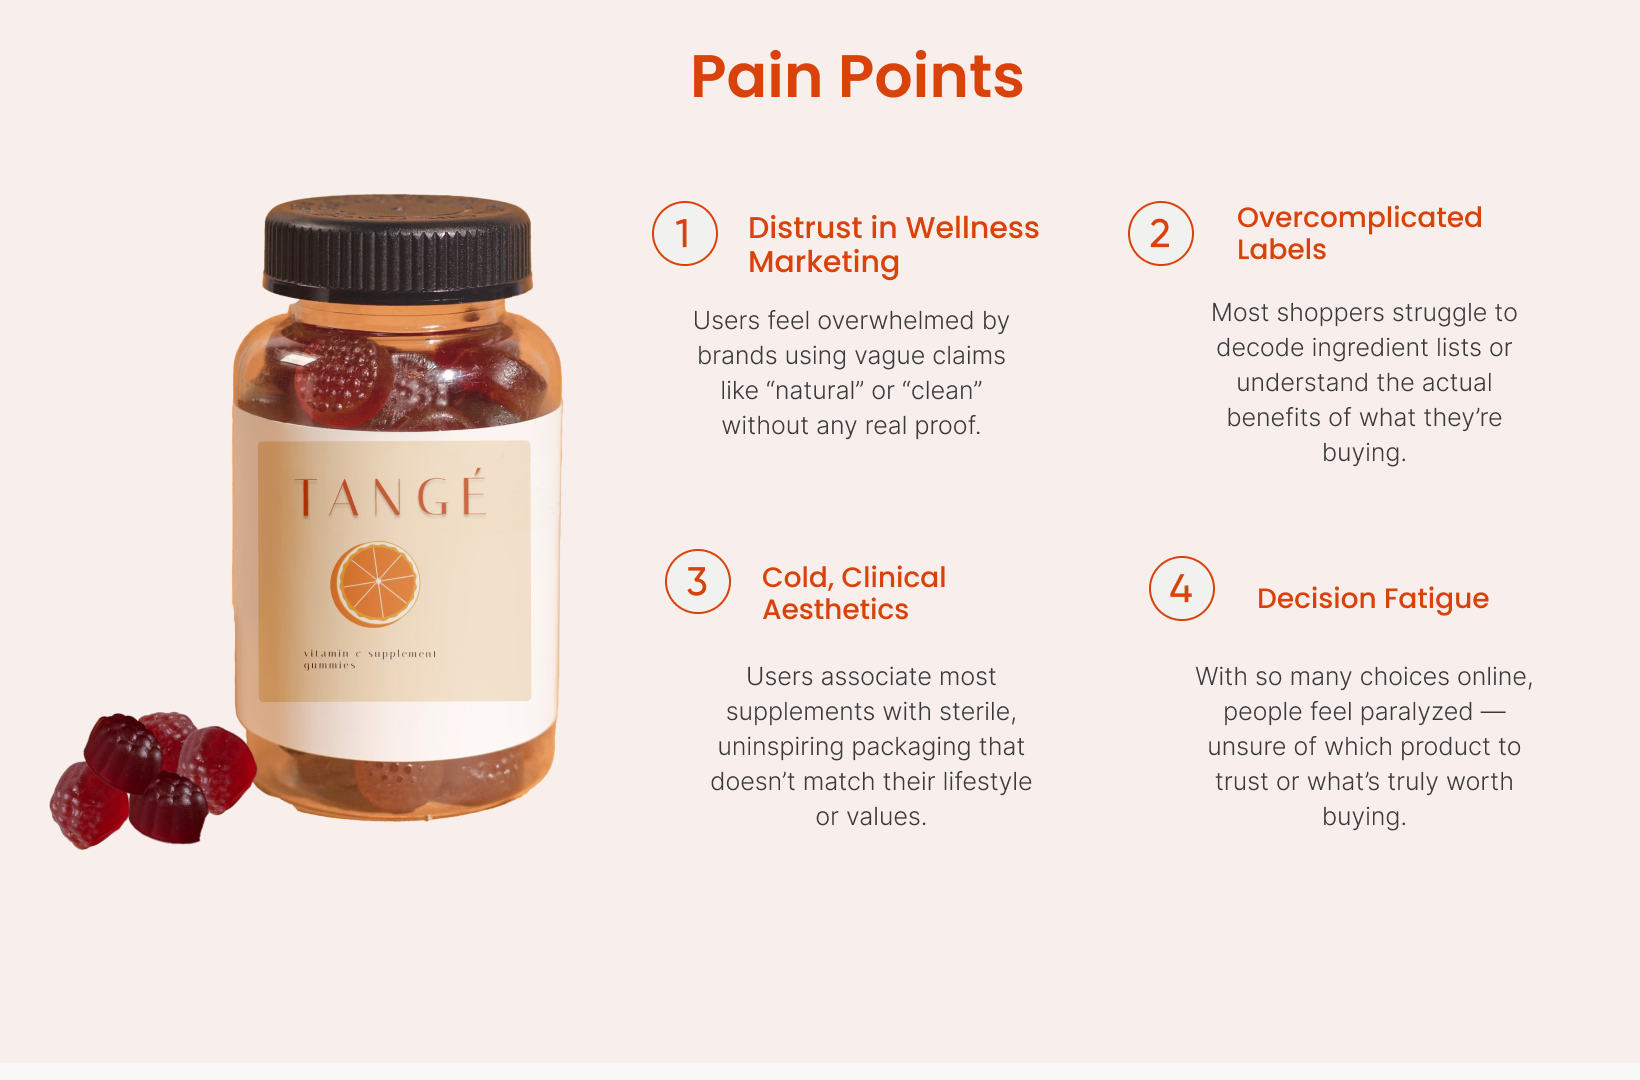 Pain Points
TANGÉ
vitamin c supplement
gummies
1
Distrust in Wellness
Marketing
Users feel overwhelmed by
brands using vague claims
like “natural” or “clean”
without any real proof.
2
Overcomplicated
Labels
Most shoppers struggle to
decode ingredient lists or
understand the actual
benefits of what they’re
buying.
3
Cold, Clinical
Aesthetics
Users associate most
supplements with sterile,
uninspiring packaging that
doesn’t match their lifestyle
or values.
4
Decision Fatigue
With so many choices online,
people feel paralyzed —
unsure of which product to
trust or what’s truly worth
buying.